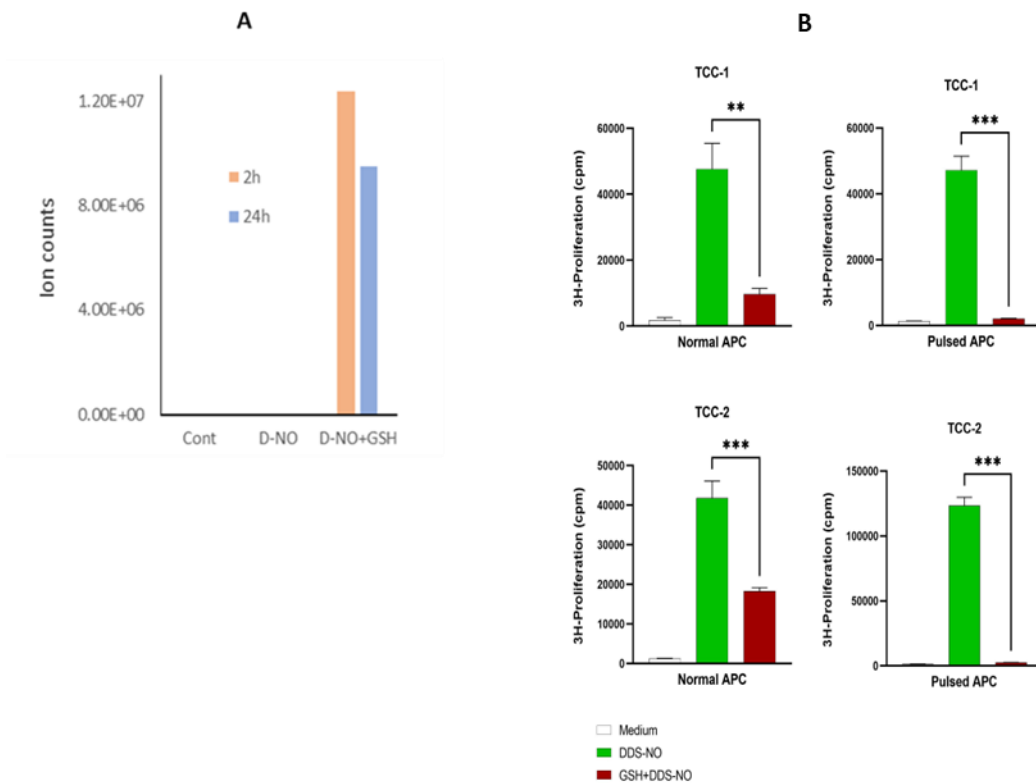 A
1.20E+07
8.00E+06
4.00E+06
0.00E+00
Ion counts
2h
24h
Cont D-NO D-NO+GSH
B
TCC-1
**
60000
40000
20000
0
3H-Proliferation (cpm)
Normal APC
TCC-1
***
60000
40000
20000
0
3H-Proliferation (cpm)
Pulsed APC
TCC-2
***
50000
40000
30000
20000
10000
0
3H-Proliferation (cpm)
Normal APC
TCC-2
***
150000
100000
50000
0
3H-Proliferation (cpm)
Pulsed APC
Medium
DDS-NO
GSH+DDS-NO